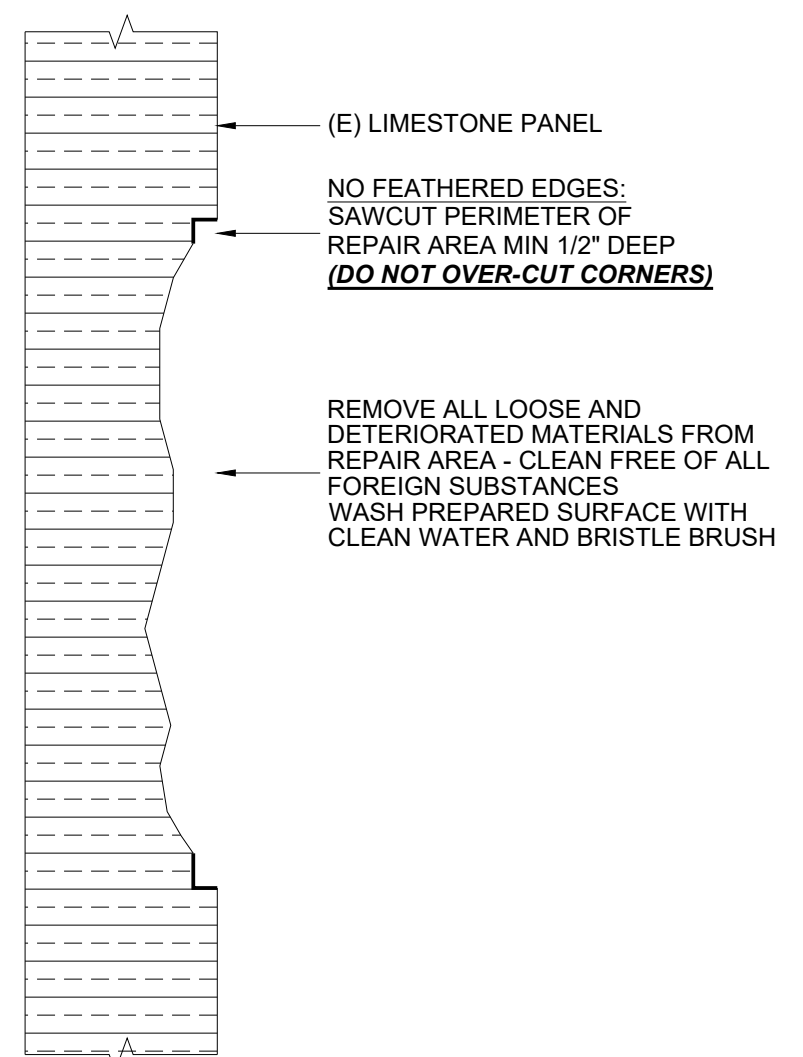 (E) LIMESTONE PANEL
NO FEATHERED EDGES:
SAWCUT PERIMETER OF
REPAIR AREA MIN 1/2" DEEP
(DO NOT OVER-CUT CORNERS)
REMOVE ALL LOOSE AND
DETERIORATED MATERIALS FROM
REPAIR AREA - CLEAN FREE OF ALL
FOREIGN SUBSTANCES
WASH PREPARED SURFACE WITH
CLEAN WATER AND BRISTLE BRUSH